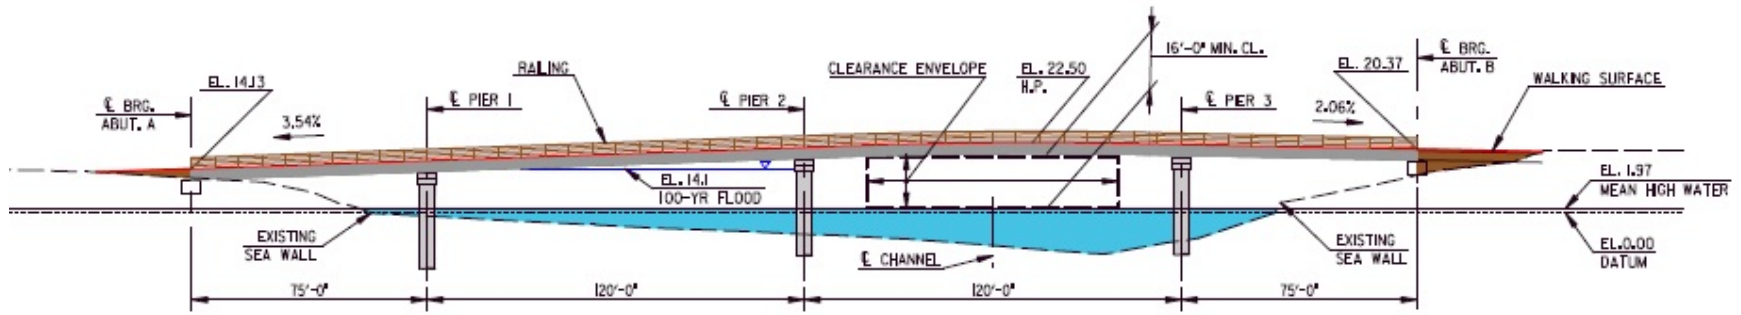 ℄ BRG.
ABUT. A
EL. 14.13
3.54%
RAILING
℄ PIER 1
℄ PIER 2
CLEARANCE ENVELOPE
EL. 22.50
H.P.
16'-0" MIN. CL.
℄ PIER 3
2.06%
EL. 20.37
℄ BRG.
ABUT. B
WALKING SURFACE
EL. 14.1
100-YR FLOOD
EL. 1.97
MEAN HIGH WATER
EXISTING
SEA WALL
℄ CHANNEL
EXISTING
SEA WALL
EL. 0.00
DATUM
75'-0"
120'-0"
120'-0"
75'-0"